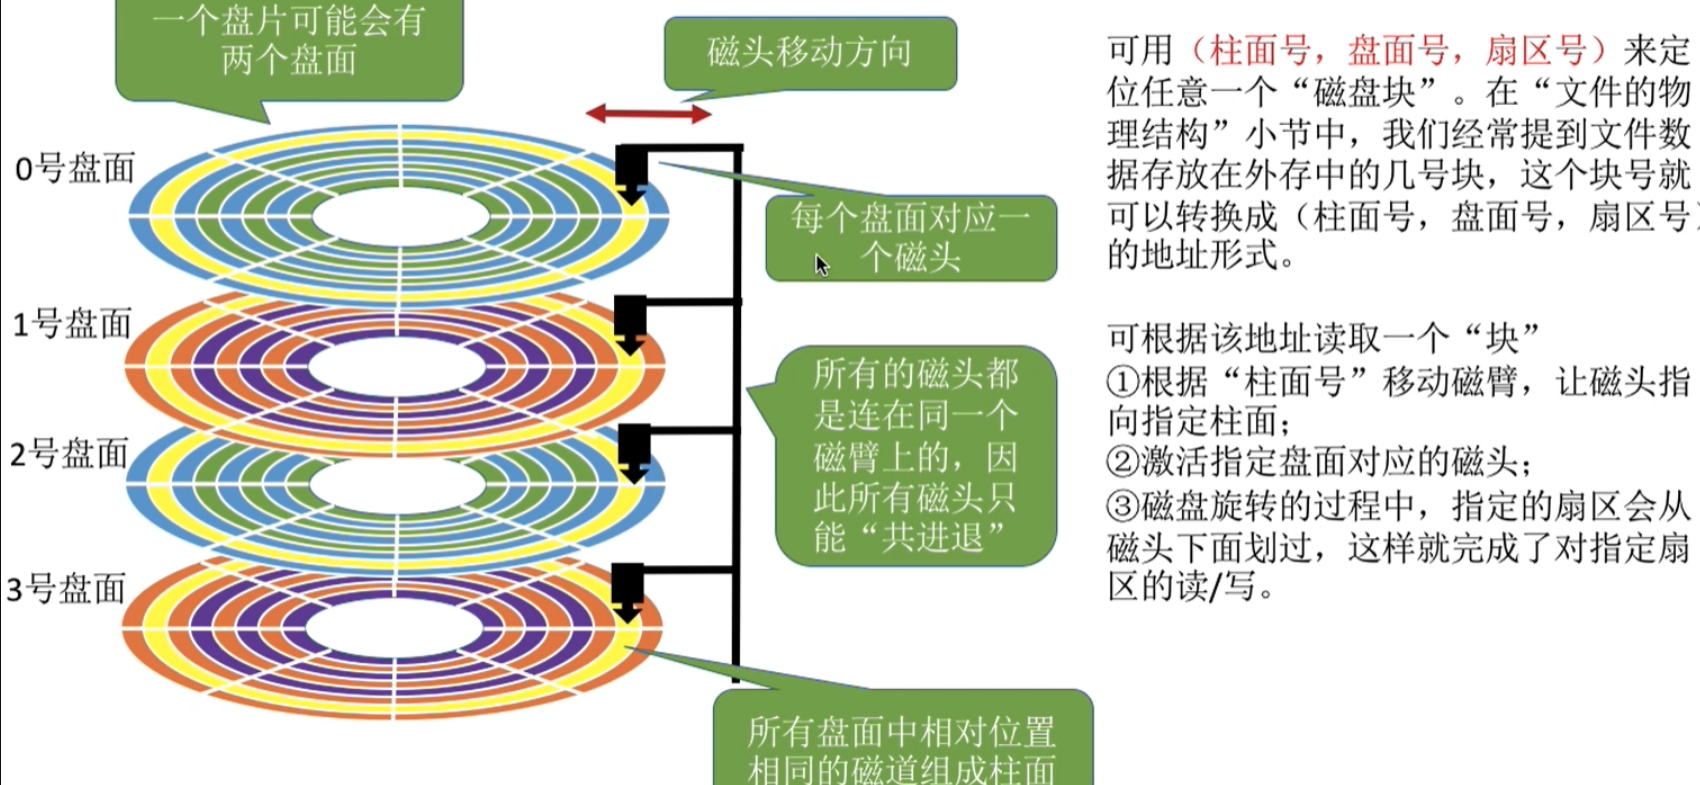 一个盘片可能会有
两个盘面
磁头移动方向
0号盘面
每个盘面对应一
个磁头
1号盘面
所有的磁头都
是连在同一个
磁臂上的，因
此所有磁头只
能“共进退”
2号盘面
3号盘面
所有盘面中相对位置
相同的磁道组成柱面
可用（柱面号，盘面号，扇区号）来定
位任意一个“磁盘块”。在“文件的物
理结构”小节中，我们经常提到文件数
据存放在外存中的几号块，这个块号就
可以转换成（柱面号，盘面号，扇区号）
的地址形式。
可根据该地址读取一个“块”
①根据“柱面号”移动磁臂，让磁头指
向指定柱面；
②激活指定盘面对应的磁头；
③磁盘旋转的过程中，指定的扇区会从
磁头下面划过，这样就完成了对指定扇
区的读/写。